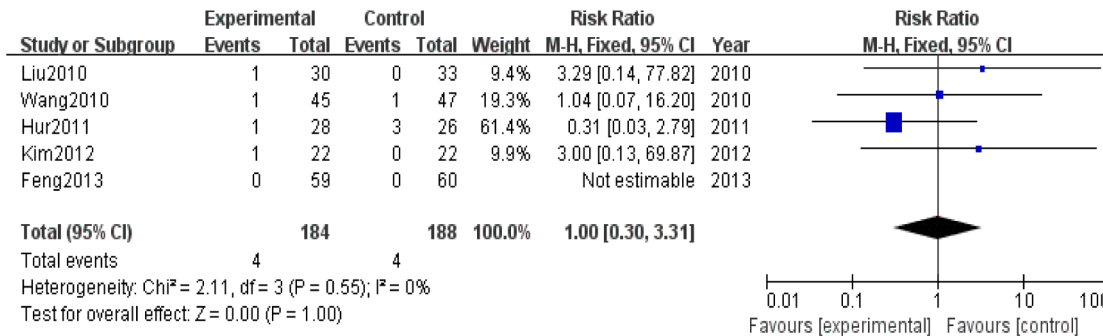 Experimental Control Risk Ratio Risk Ratio
Study or Subgroup Events Total Events Total Weight M-H, Fixed, 95% CI Year M-H, Fixed, 95% CI
Liu2010 1 30 0 33 9.4% 3.29 [0.14, 77.82] 2010
Wang2010 1 45 1 47 19.3% 1.04 [0.07, 16.20] 2010
Hur2011 1 28 3 26 61.4% 0.31 [0.03, 2.79] 2011
Kim2012 1 22 0 22 9.9% 3.00 [0.13, 69.87] 2012
Feng2013 0 59 0 60 Not estimable 2013
Total (95% CI) 184 188 100.0% 1.00 [0.30, 3.31]
Total events 4 4
Heterogeneity: Chi² = 2.11, df = 3 (P = 0.55); I² = 0%
Test for overall effect: Z = 0.00 (P = 1.00)
0.01 0.1 1 10 100
Favours [experimental] Favours [control]